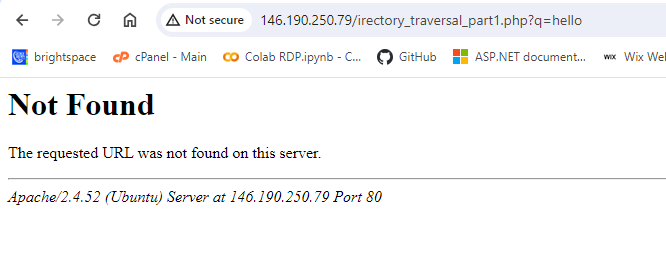 Not secure 146.190.250.79/irectory_traversal_part1.php?q=hello
brightspace cPanel - Main Colab RDP.ipynb - C... GitHub ASP.NET document... WIX Wix Wel
Not Found
The requested URL was not found on this server.
Apache/2.4.52 (Ubuntu) Server at 146.190.250.79 Port 80